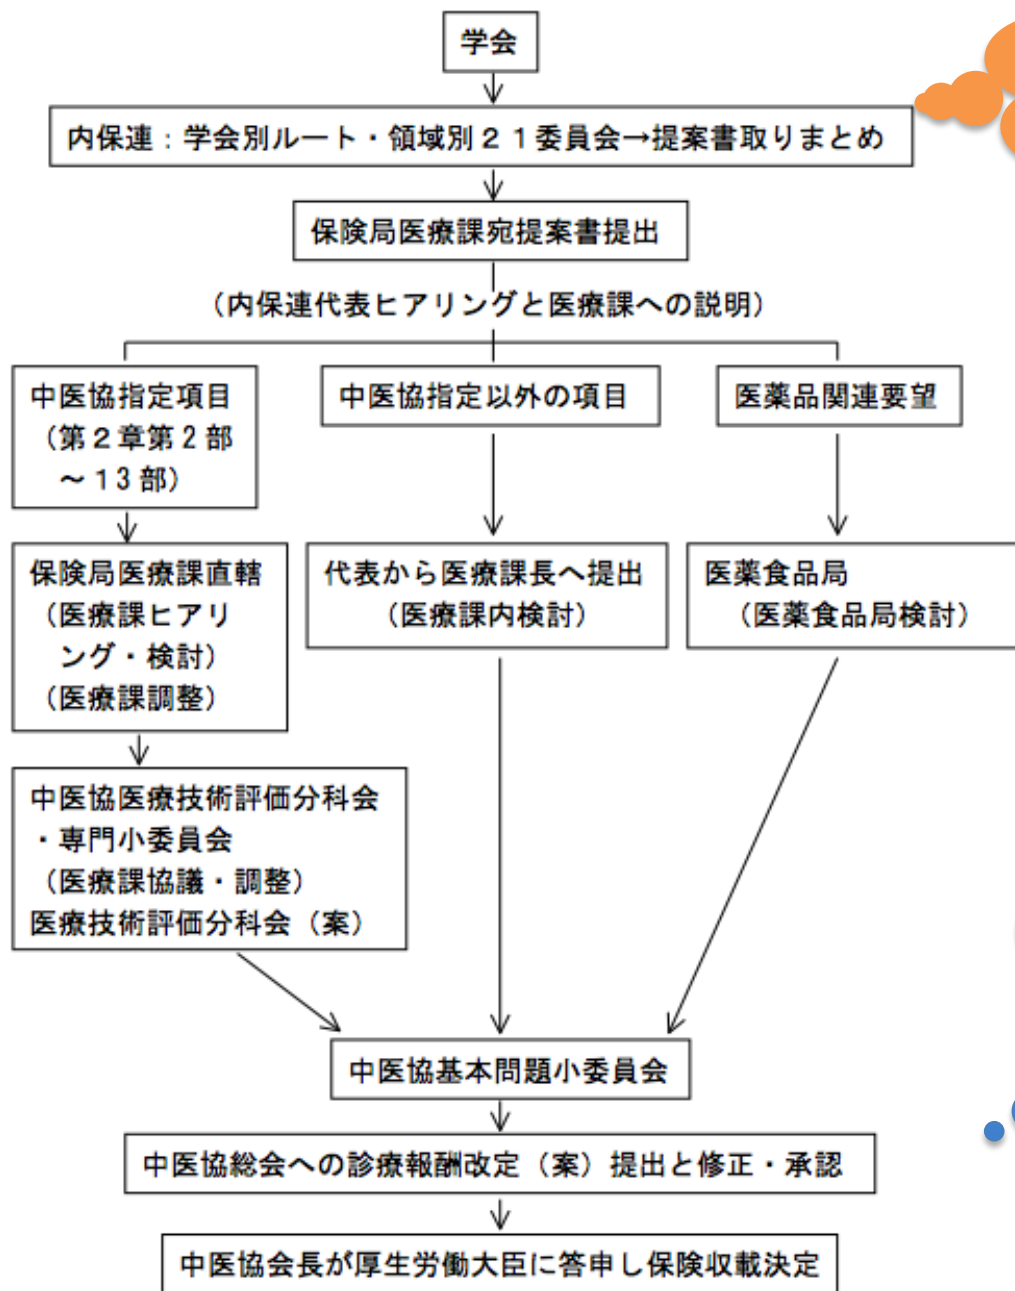 学会
内保連：学会別ルート・領域別２１委員会→提案書取りまとめ
保険局医療課宛提案書提出
（内保連代表ヒアリングと医療課への説明）
中医協指定項目
（第２章第２部
～１３部）
中医協指定以外の項目
医薬品関連要望
保険局医療課直轄
（医療課ヒアリ
ング・検討）
（医療課調整）
代表から医療課長へ提出
（医療課内検討）
医薬食品局
（医薬食品局検討）
中医協医療技術評価分科会
・専門小委員会
（医療課協議・調整）
医療技術評価分科会（案）
中医協基本問題小委員会
中医協総会への診療報酬改定（案）提出と修正・承認
中医協会長が厚生労働大臣に答申し保険収載決定